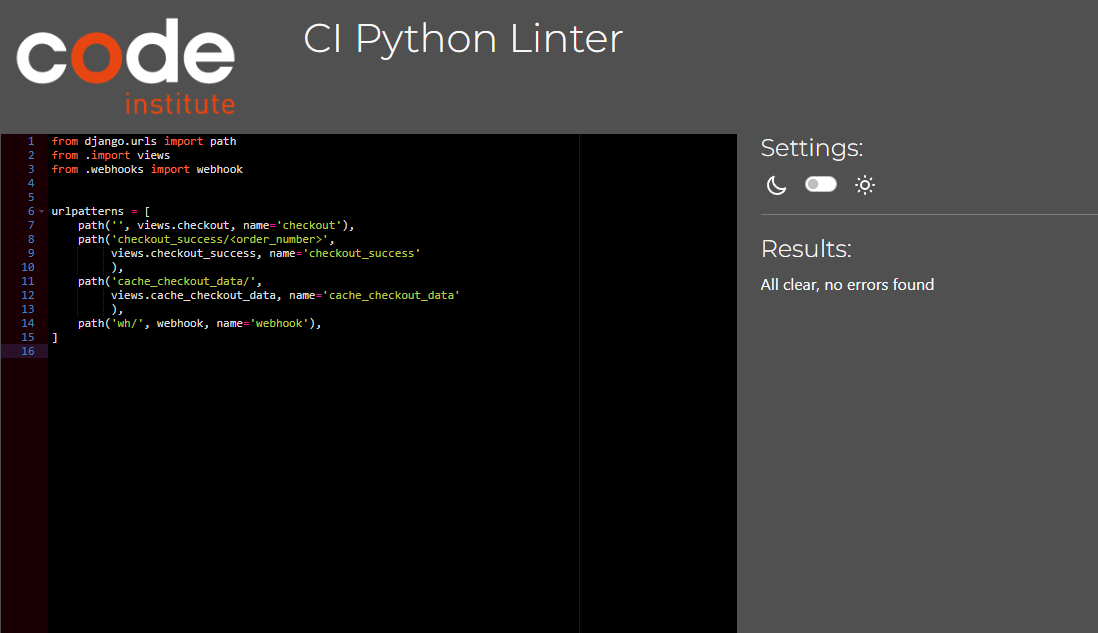 code
institute
CI Python Linter
1 from django.urls import path
2 from .import views
3 from .webhooks import webhook
4
5
6 urlpatterns = [
7     path('', views.checkout, name='checkout'),
8     path('checkout_success/<order_number>',
9          views.checkout_success, name='checkout_success'
10          ),
11     path('cache_checkout_data/',
12          views.cache_checkout_data, name='cache_checkout_data'
13          ),
14     path('wh/', webhook, name='webhook'),
15 ]
16
Settings:
Results:
All clear, no errors found